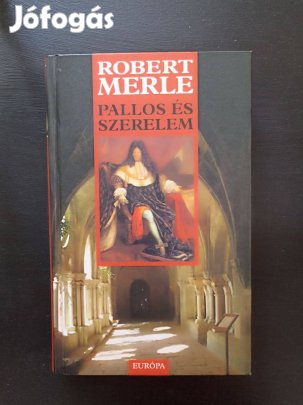 Jófogás
ROBERT
MERLE
PALLOS ÉS
SZERELEM
EURÓPA